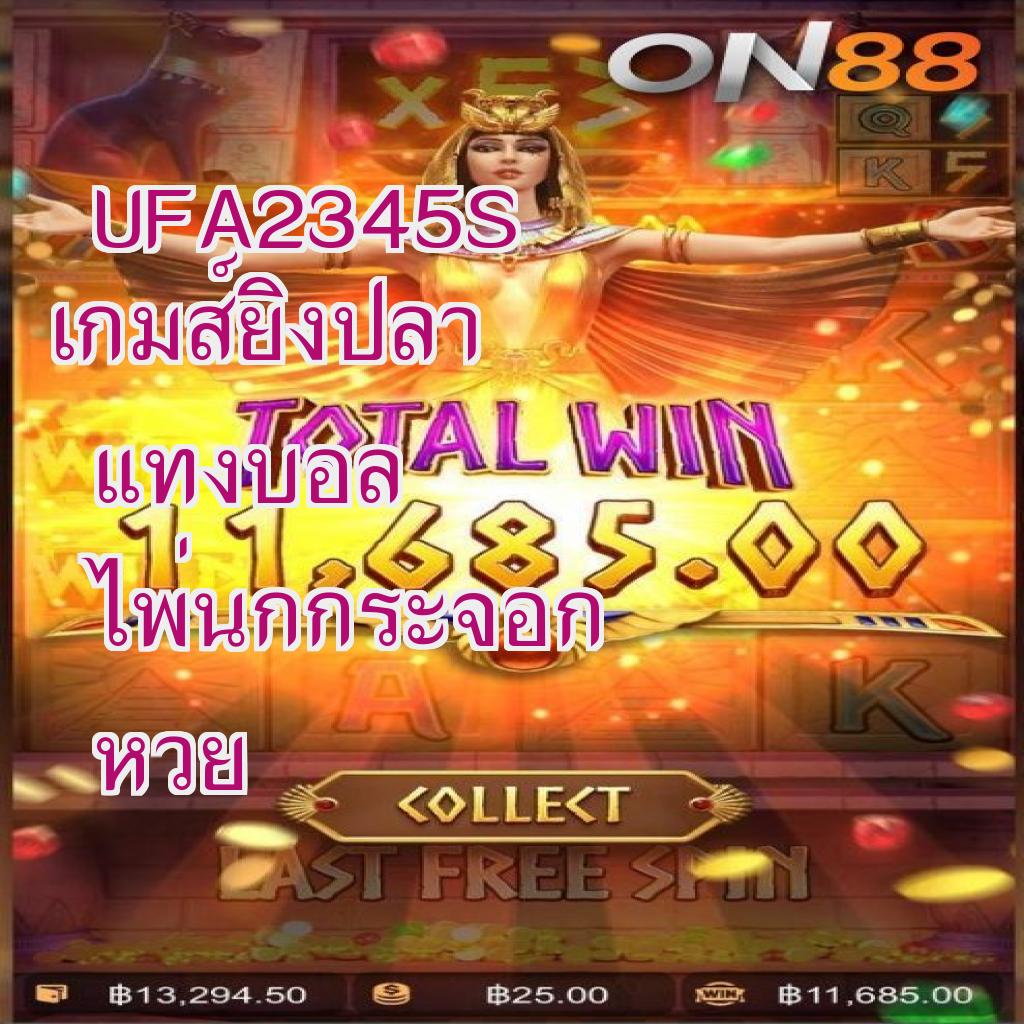 ON88
x53
Q
K 5
UFA2345S
เกมส์ยิงปลา
TOTAL WIN
แทงบอล
11,685.00
ไพ่นกกระจอก
A K
หวย
COLLECT
LAST FREE SPIN
฿13,294.50 ฿25.00 WIN ฿11,685.00